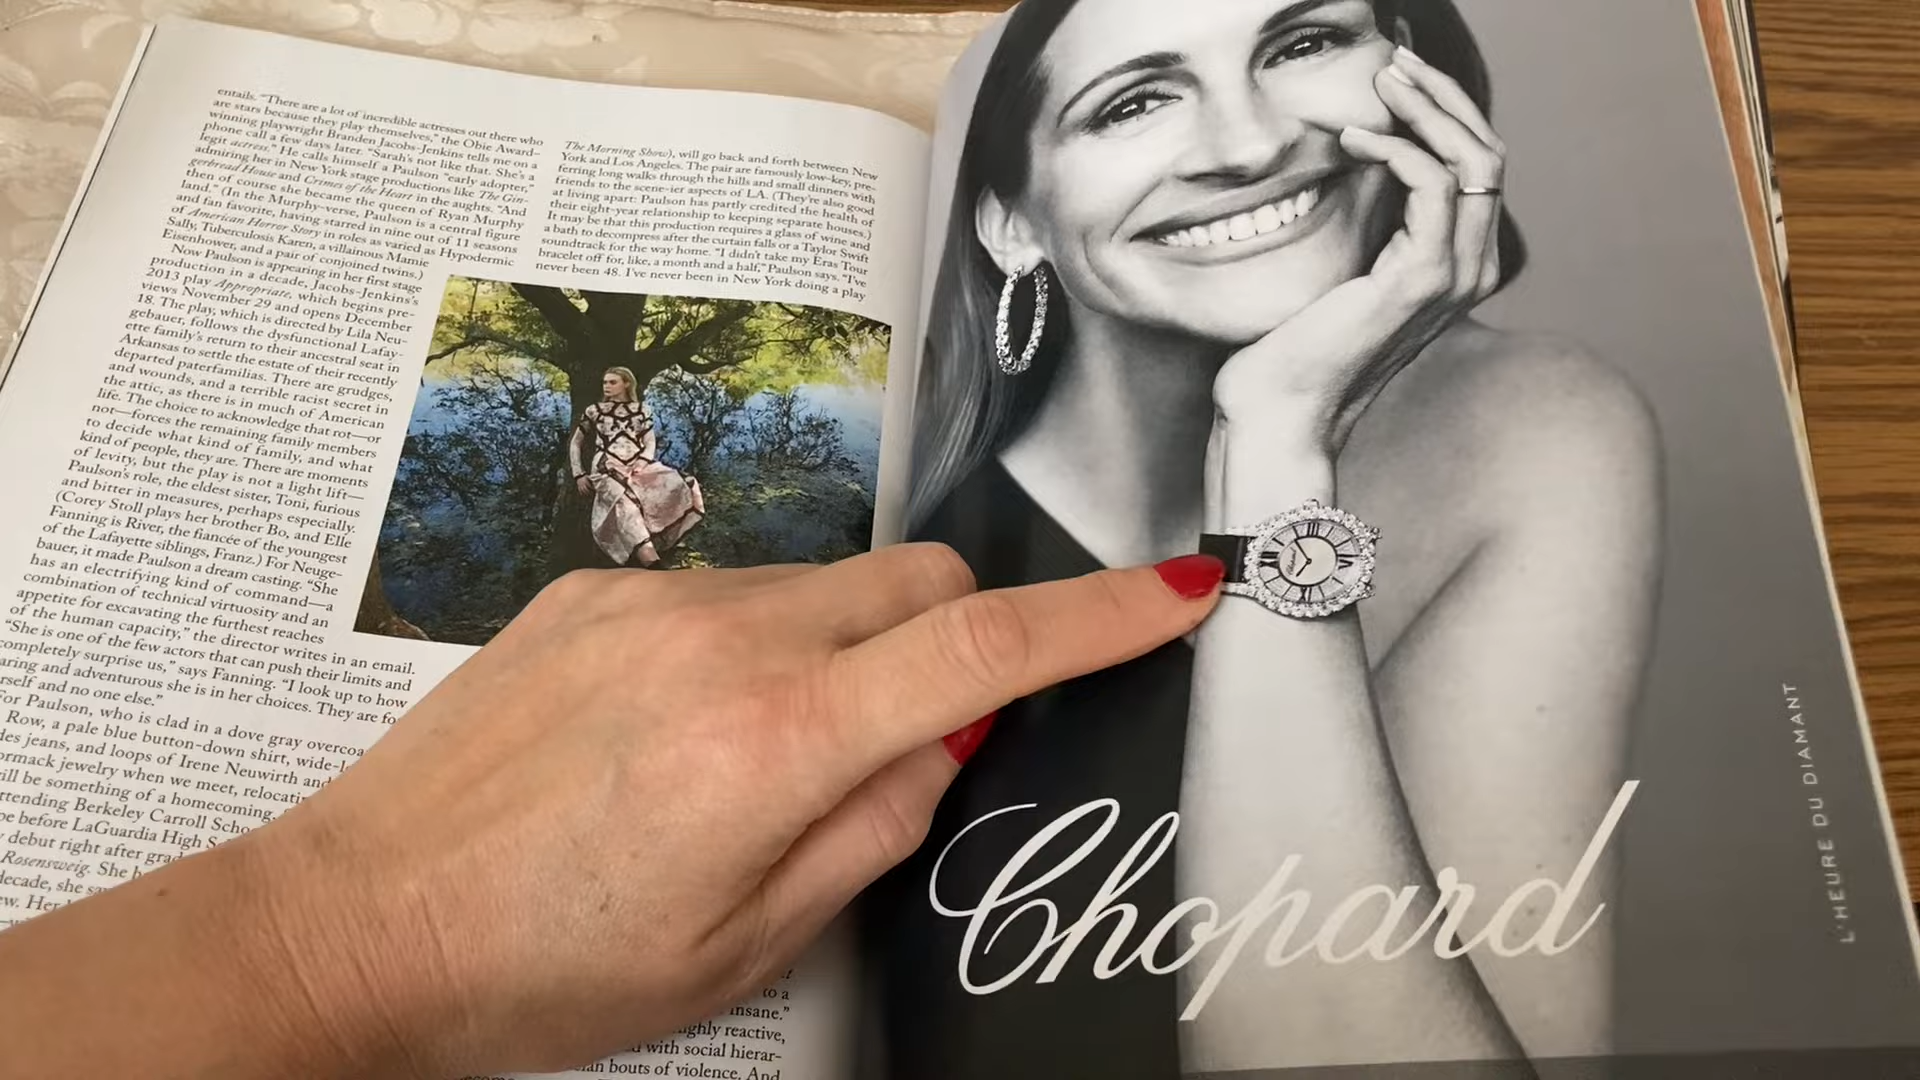 entails. “There are a lot of incredible actresses out there who
are stars because they play themselves,” the Obie Award–
winning playwright Branden Jacobs-Jenkins tells me on a
phone call a few days later. “Sarah’s not like that. She’s a
legit actress.” He calls himself a Paulson “early adopter,”
admiring her in New York stage productions like The Gin-
gerbread House and Crimes of the Heart in the aughts. “And
then of course she became the queen of Ryan Murphy
land.” (In the Murphy-verse, Paulson is a central figure
and fan favorite, having starred in nine out of 11 seasons
of American Horror Story in roles as varied as Hypodermic
Sally, Tuberculosis Karen, a villainous Mamie
Eisenhower, and a pair of conjoined twins.)
Now Paulson is appearing in her first stage
production in a decade, Jacobs-Jenkins’s
2013 play Appropriate, which begins pre-
views November 29 and opens December
18. The play, which is directed by Lila Neu-
gebauer, follows the dysfunctional Lafay-
ette family’s return to their ancestral seat in
Arkansas to settle the estate of their recently
departed paterfamilias. There are grudges,
and wounds, and a terrible racist secret in
the attic, as there is in much of American
life. The choice to acknowledge that rot—or
not—forces the remaining family members
to decide what kind of family, and what
kind of people, they are. There are moments
of levity, but the play is not a light lift—
Paulson’s role, the eldest sister, Toni, furious
and bitter in measures, perhaps especially.
(Corey Stoll plays her brother Bo, and Elle
Fanning is River, the fiancée of the youngest
of the Lafayette siblings, Franz.) For Neuge-
bauer, it made Paulson a dream casting. “She
has an electrifying kind of command—a
combination of technical virtuosity and an
appetite for excavating the furthest reaches
of the human capacity,” the director writes in an email.
“She is one of the few actors that can push their limits and
completely surprise us,” says Fanning. “I look up to how
aring and adventurous she is in her choices. They are fo
rself and no one else.”
For Paulson, who is clad in a dove gray overcoa
Row, a pale blue button-down shirt, wide-l
des jeans, and loops of Irene Neuwirth and
ormack jewelry when we meet, relocatin
ill be something of a homecoming.
ttending Berkeley Carroll Scho
be before LaGuardia High S
debut right after grad
Rosensweig. She h
decade, she sa
ew. Her
The Morning Show), will go back and forth between New
York and Los Angeles. The pair are famously low-key, pre-
ferring long walks through the hills and small dinners with
friends to the scene-ier aspects of LA. (They’re also good
at living apart: Paulson has partly credited the health of
their eight-year relationship to keeping separate houses.)
It may be that this production requires a glass of wine and
a bath to decompress after the curtain falls or a Taylor Swift
soundtrack for the way home. “I didn’t take my Eras Tour
bracelet off for, like, a month and a half,” Paulson says. “I’ve
never been 48. I’ve never been in New York doing a play
to a
insane.”
ighly reactive,
with social hierar-
ian bouts of violence. And
Chopard
Chopard
L’HEURE DU DIAMANT